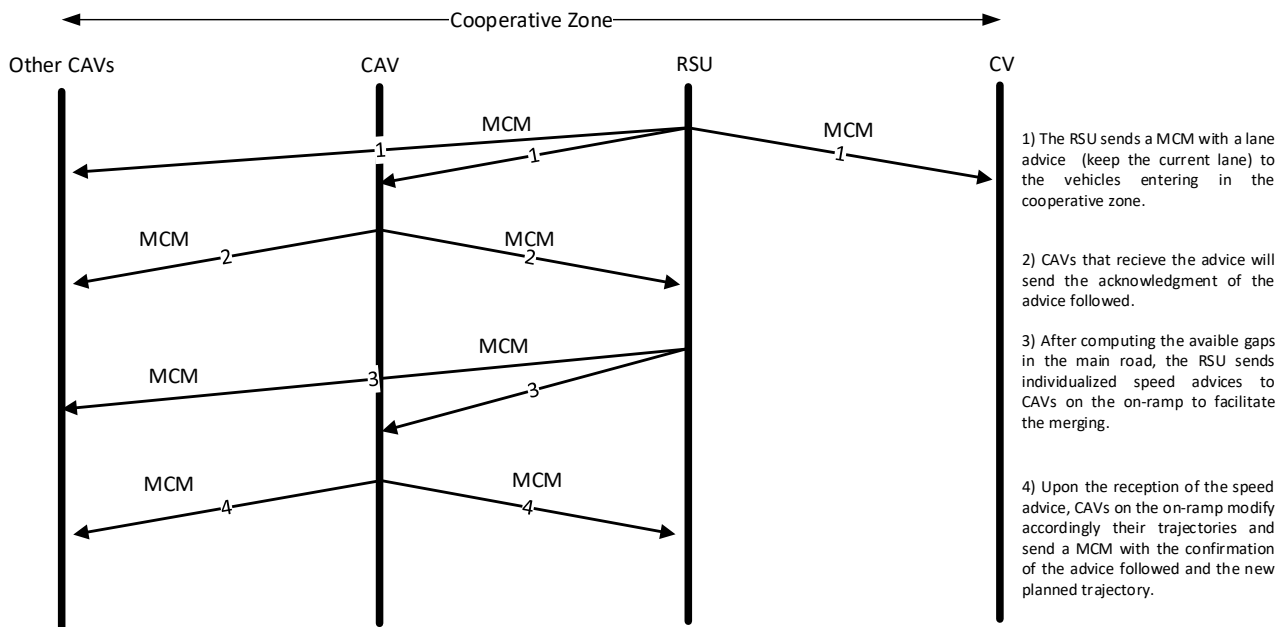 Cooperative Zone
Other CAVs
CAV
RSU
CV
MCM
MCM
1
1
1
1) The RSU sends a MCM with a lane
advice (keep the current lane) to
the vehicles entering in the
cooperative zone.
MCM
MCM
2
2
2) CAVs that recieve the advice will
send the acknowledgment of the
advice followed.
MCM
MCM
3
3
3) After computing the avaible gaps
in the main road, the RSU sends
individualized speed advices to
CAVs on the on-ramp to facilitate
the merging.
MCM
MCM
4
4
4) Upon the reception of the speed
advice, CAVs on the on-ramp modify
accordingly their trajectories and
send a MCM with the confirmation
of the advice followed and the new
planned trajectory.